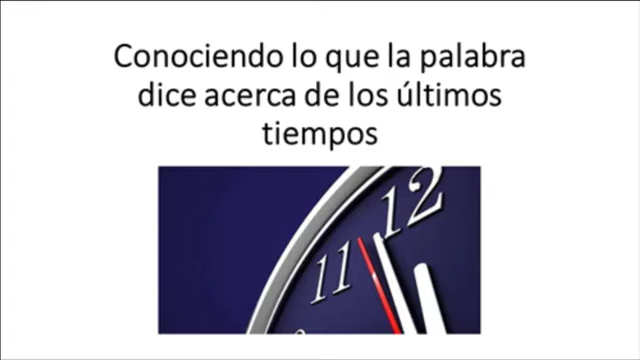 Conociendo lo que la palabra
dice acerca de los últimos
tiempos
12
11